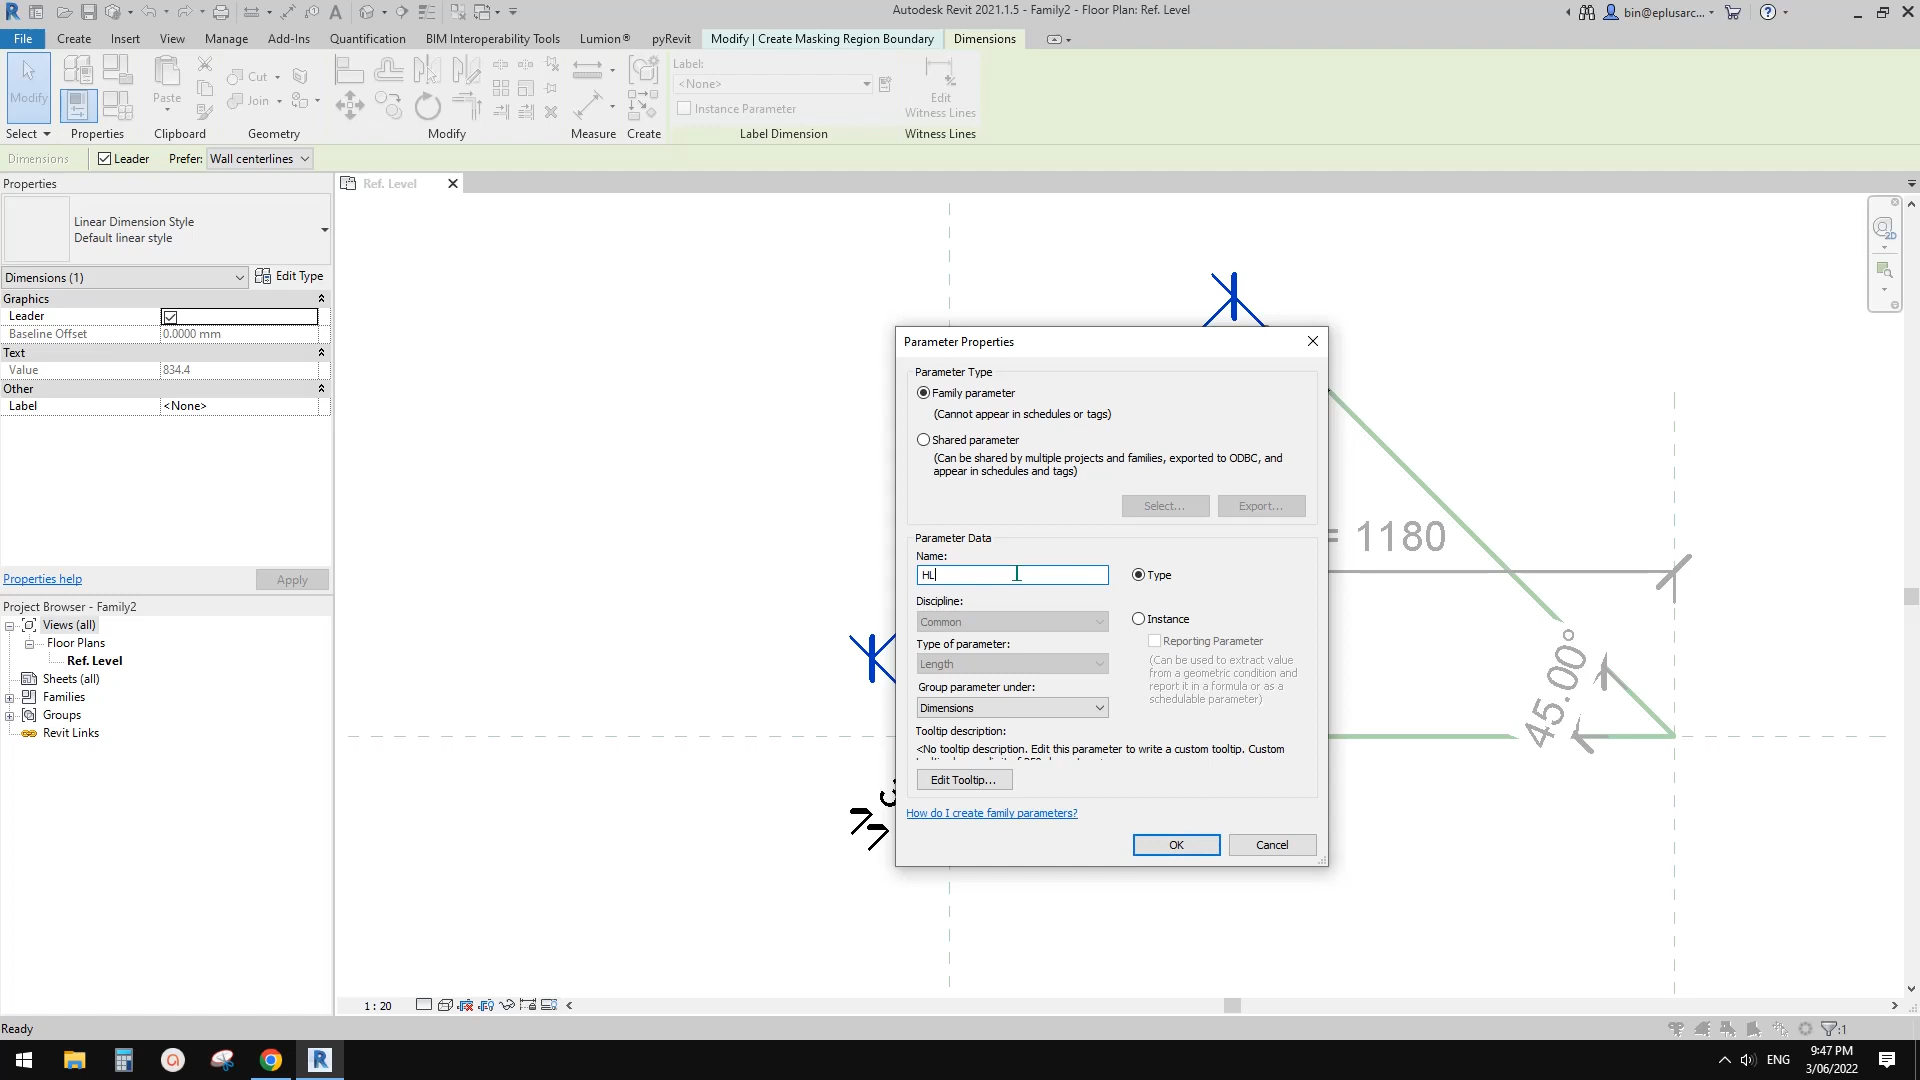 Autodesk Revit 2021.1.5 - Family2 - Floor Plan: Ref. Level
bin@eplusarc...
File Create Insert View Manage Add-Ins Quantification BIM Interoperability Tools Lumion® pyRevit Modify | Create Masking Region Boundary Dimensions
Modify
Paste
Cut
Join
Label:
<None>
Instance Parameter
Edit
Witness Lines
Select Properties Clipboard Geometry Modify Measure Create Label Dimension Witness Lines
Dimensions Leader Prefer: Wall centerlines
Properties
Linear Dimension Style
Default linear style
Dimensions (1) Edit Type
Graphics
Leader
Baseline Offset 0.0000 mm
Text
Value 834.4
Other
Label <None>
Properties help Apply
Project Browser - Family2
Views (all)
Floor Plans
Ref. Level
Sheets (all)
Families
Groups
Revit Links
Ref. Level
2D
Parameter Properties
Parameter Type
Family parameter
(Cannot appear in schedules or tags)
Shared parameter
(Can be shared by multiple projects and families, exported to ODBC, and
appear in schedules and tags)
Select... Export...
Parameter Data
Name:
HL
Type
Discipline:
Common
Instance
Type of parameter:
Reporting Parameter
Length
(Can be used to extract value
from a geometric condition and
report it in a formula or as a
schedulable parameter)
Group parameter under:
Dimensions
Tooltip description:
<No tooltip description. Edit this parameter to write a custom tooltip. Custom
Edit Tooltip...
How do I create family parameters?
OK Cancel
= 1180
45.00°
1 : 20
Ready
:1
ENG
9:47 PM
3/06/2022